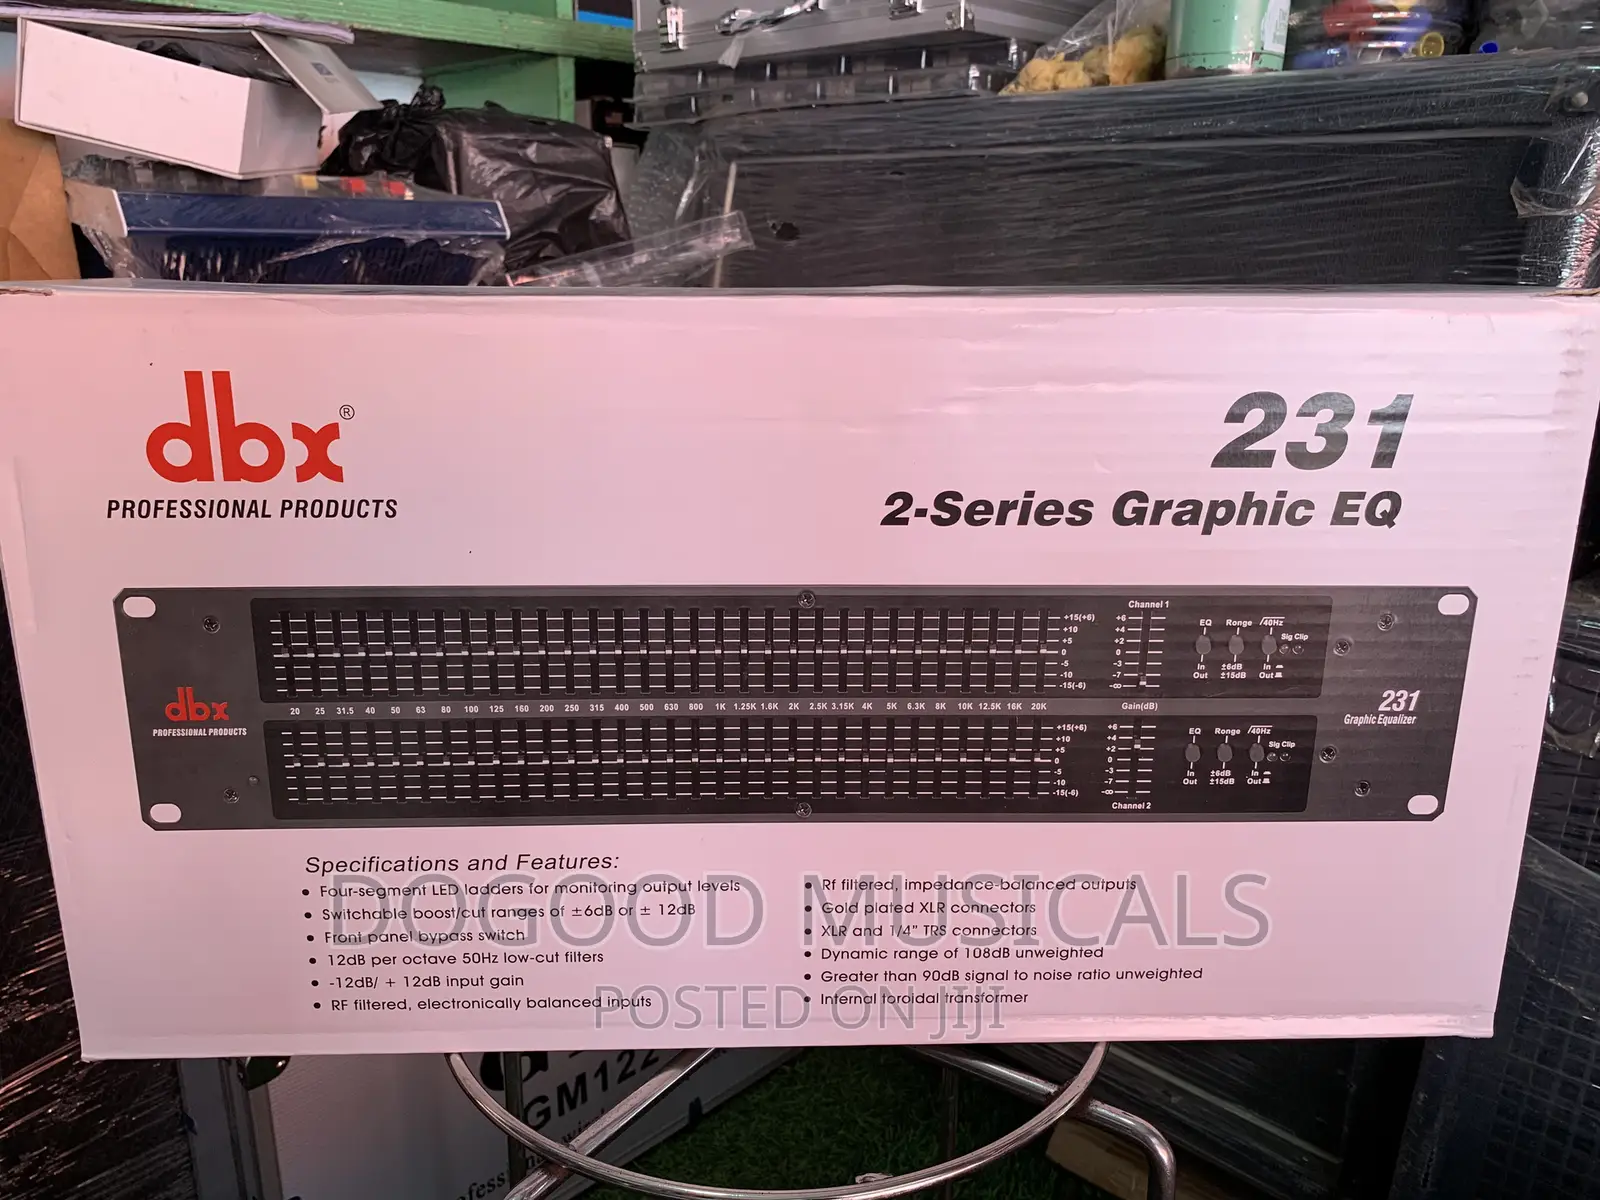 dbx®
PROFESSIONAL PRODUCTS
231
2-Series Graphic EQ
Channel 1
+15(+6)
+10
+5
0
-5
-10
-15(-6)
+6
+4
+2
0
-3
-7
-∞
EQ Ronge /40Hz
Sig Clip
In ±6dB In
Out ±15dB Out
dbx
PROFESSIONAL PRODUCTS
20 25 31.5 40 50 63 80 100 125 160 200 250 315 400 500 630 800 1K 1.25K 1.6K 2K 2.5K 3.15K 4K 5K 6.3K 8K 10K 12.5K 16K 20K
Gain(dB)
231
Graphic Equalizer
+15(+6)
+10
+5
0
-5
-10
-15(-6)
+6
+4
+2
0
-3
-7
-∞
EQ Ronge /40Hz
Sig Clip
In ±6dB In
Out ±15dB Out
Channel 2
Specifications and Features:
• Four-segment LED ladders for monitoring output levels
• Switchable boost/cut ranges of ±6dB or ± 12dB
• Front panel bypass switch
• 12dB per octave 50Hz low-cut filters
• -12dB/ + 12dB input gain
• RF filtered, electronically balanced inputs
• Rf filtered, impedance-balanced outputs
• Gold plated XLR connectors
• XLR and 1/4" TRS connectors
• Dynamic range of 108dB unweighted
• Greater than 90dB signal to noise ratio unweighted
• Internal toroidal transformer
DOGOOD MUSICALS
POSTED ON JIJI
GM122